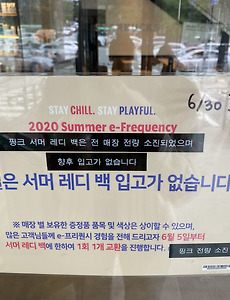 6/30
STAY CHILL. STAY PLAYFUL.
2020 Summer e-Frequency
핑크 서머 레디 백은 전 매장 전량 소진되었으며
향후 입고가 없습니다
은 서머 레디 백 입고가 없습니다
※ 매장 별 보유한 증정품 품목 및 색상은 상이할 수 있으며,
많은 고객님들께 e-프리퀀시 경험을 전해 드리고자 6월 5일부터
서머 레디 백에 한하여 1회 1개 교환을 진행합니다.
핑크 전량 소진